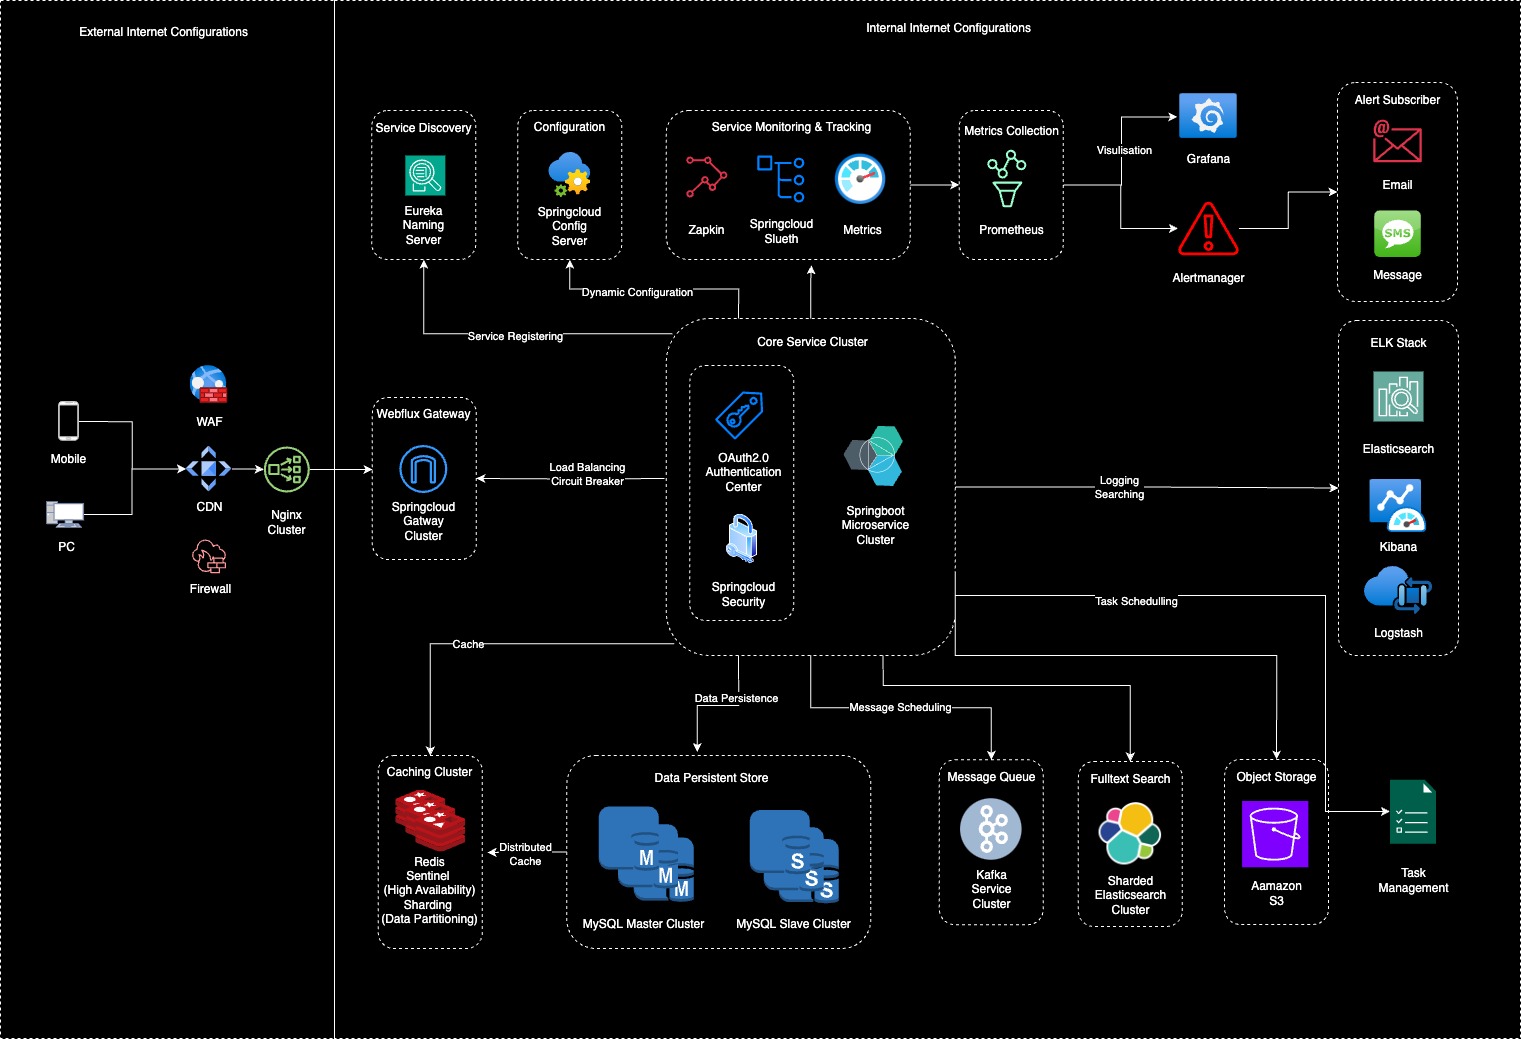 External Internet Configurations
Internal Internet Configurations
Service Discovery
Eureka
Naming
Server
Configuration
Springcloud
Config
Server
Service Monitoring & Tracking
Zapkin
Springcloud
Slueth
Metrics
Metrics Collection
Prometheus
Visulisation
Grafana
Alertmanager
Alert Subscriber
@
Email
SMS
Message
Dynamic Configuration
Service Registering
Core Service Cluster
OAuth2.0
Authentication
Center
Springcloud
Security
Springboot
Microservice
Cluster
ELK Stack
Elasticsearch
Kibana
Logstash
Mobile
PC
WAF
CDN
Firewall
Nginx
Cluster
Webflux Gateway
Springcloud
Gatway
Cluster
Load Balancing
Circuit Breaker
Logging
Searching
Task Schedulling
Cache
Data Persistence
Message Scheduling
Caching Cluster
Redis
Sentinel
(High Availability)
Sharding
(Data Partitioning)
Distributed
Cache
Data Persistent Store
M
M
M
MySQL Master Cluster
S
S
S
MySQL Slave Cluster
Message Queue
Kafka
Service
Cluster
Fulltext Search
Sharded
Elasticsearch
Cluster
Object Storage
Aamazon
S3
Task
Management